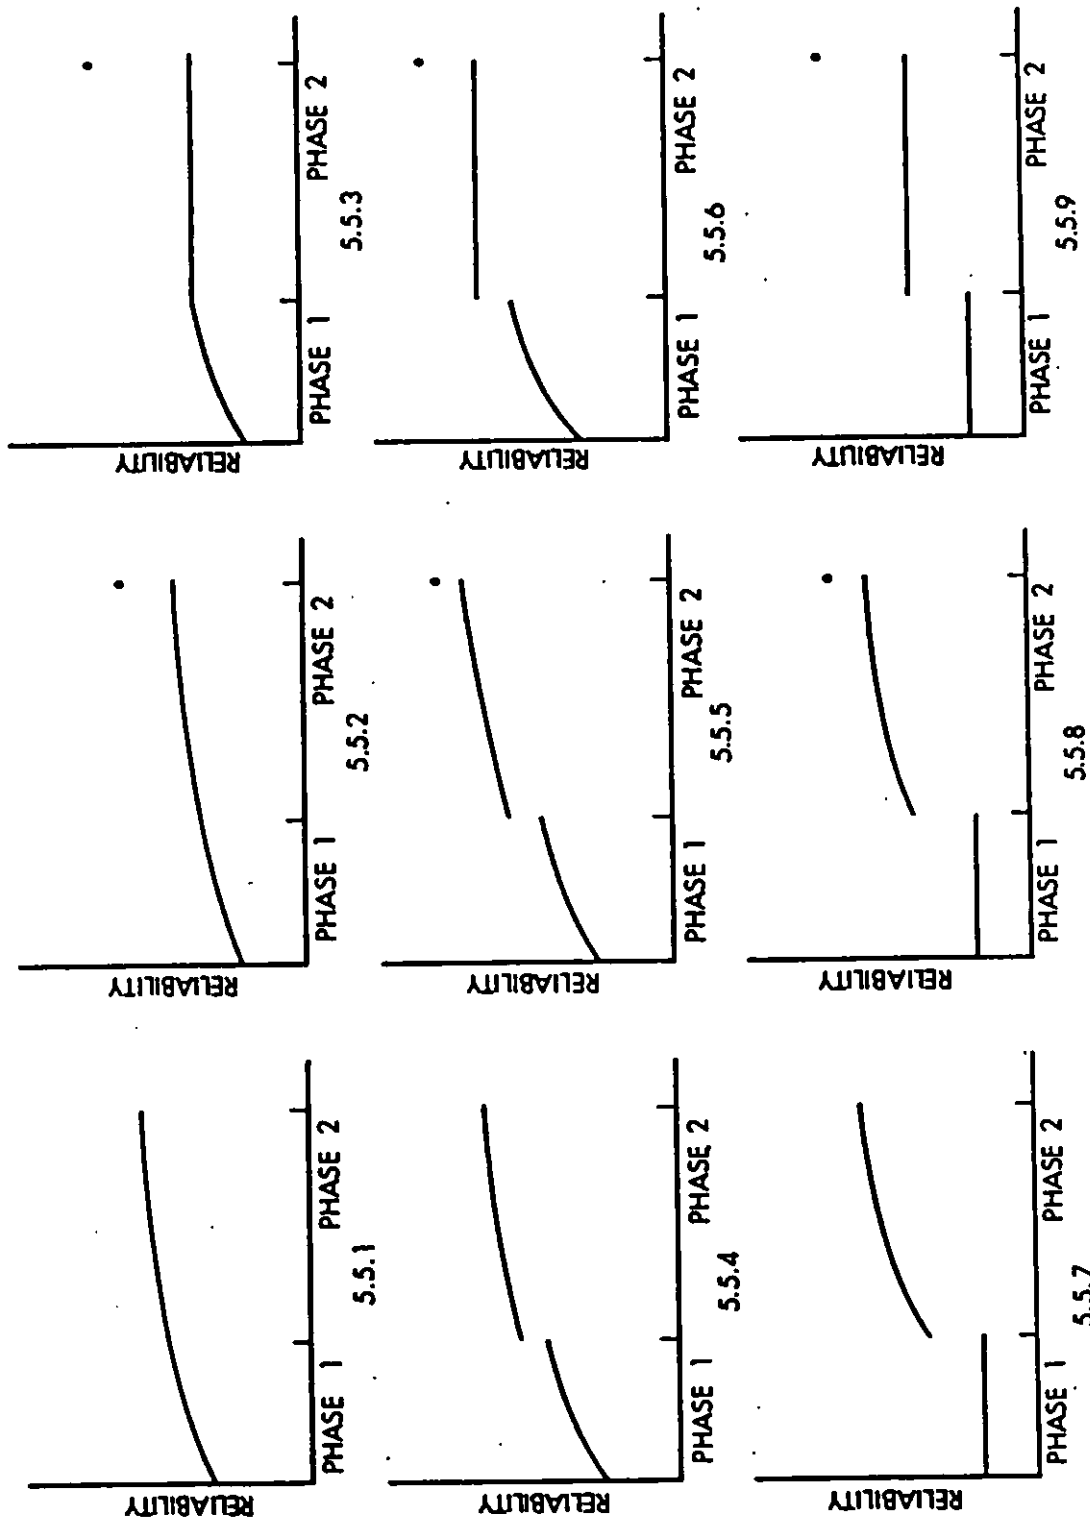 RELIABILITY
PHASE 1
PHASE 2
5.5.1
RELIABILITY
PHASE 1
PHASE 2
5.5.2
RELIABILITY
PHASE 1
PHASE 2
5.5.3
RELIABILITY
PHASE 1
PHASE 2
5.5.4
RELIABILITY
PHASE 1
PHASE 2
5.5.5
RELIABILITY
PHASE 1
PHASE 2
5.5.6
RELIABILITY
PHASE 1
PHASE 2
5.5.7
RELIABILITY
PHASE 1
PHASE 2
5.5.8
RELIABILITY
PHASE 1
PHASE 2
5.5.9